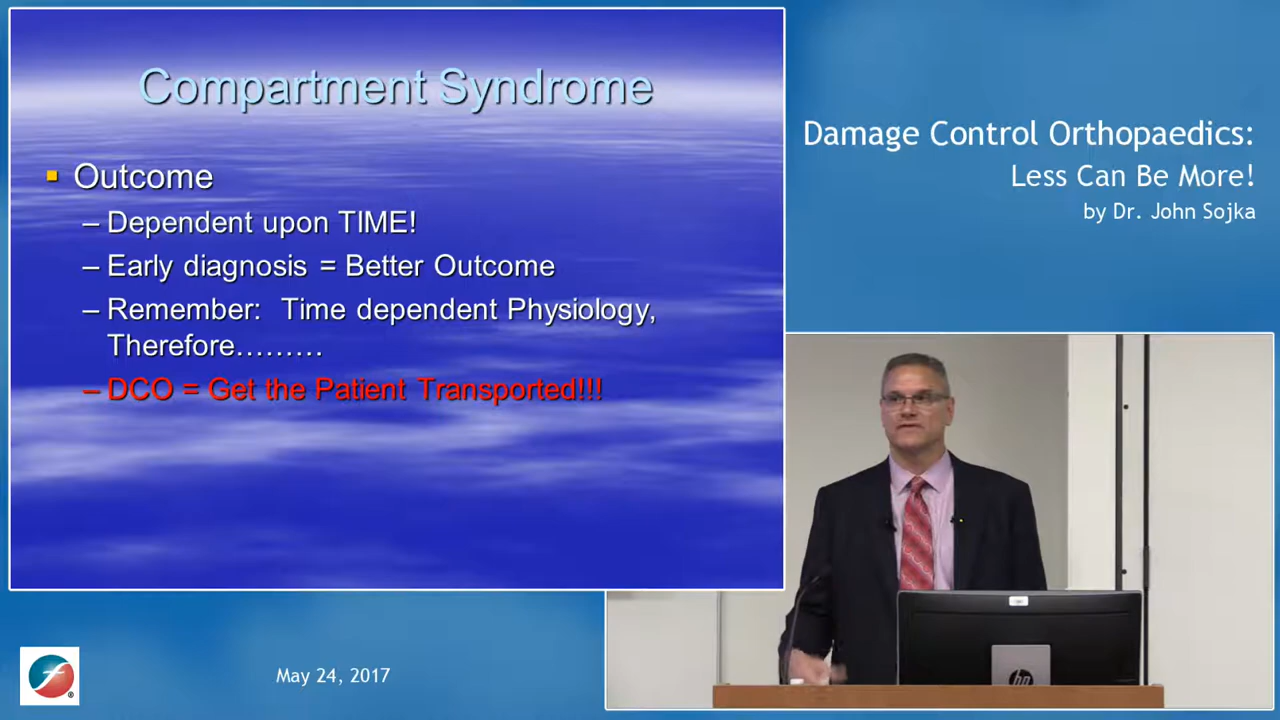 Compartment Syndrome
Outcome
– Dependent upon TIME!
– Early diagnosis = Better Outcome
– Remember: Time dependent Physiology,
Therefore………
– DCO = Get the Patient Transported!!!
Damage Control Orthopaedics:
Less Can Be More!
by Dr. John Sojka
hp
f
®
May 24, 2017